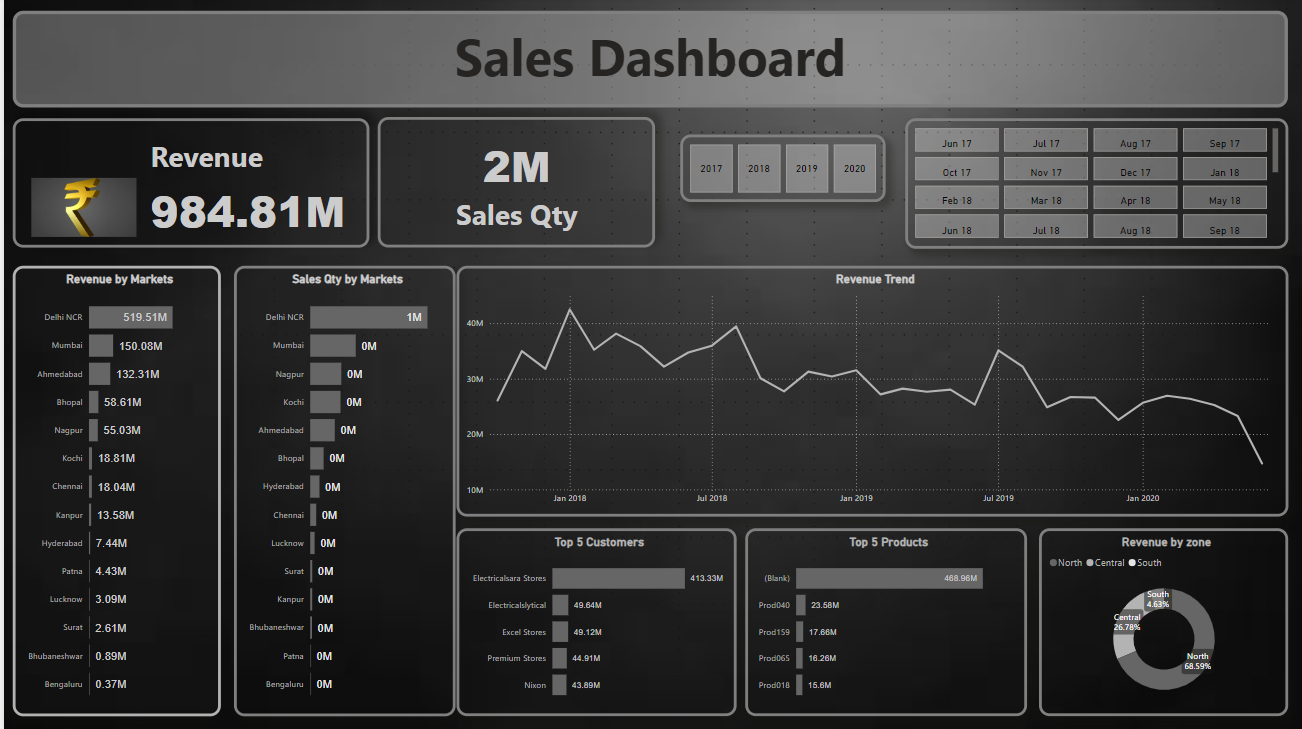 Sales Dashboard
Revenue
984.81M
2M
Sales Qty
2017 2018 2019 2020
Jun 17 Jul 17 Aug 17 Sep 17
Oct 17 Nov 17 Dec 17 Jan 18
Feb 18 Mar 18 Apr 18 May 18
Jun 18 Jul 18 Aug 18 Sep 18
Revenue by Markets
Delhi NCR 519.51M
Mumbai 150.08M
Ahmedabad 132.31M
Bhopal 58.61M
Nagpur 55.03M
Kochi 18.81M
Chennai 18.04M
Kanpur 13.58M
Hyderabad 7.44M
Patna 4.43M
Lucknow 3.09M
Surat 2.61M
Bhubaneshwar 0.89M
Bengaluru 0.37M
Sales Qty by Markets
Delhi NCR 1M
Mumbai 0M
Nagpur 0M
Kochi 0M
Ahmedabad 0M
Bhopal 0M
Hyderabad 0M
Chennai 0M
Lucknow 0M
Surat 0M
Kanpur 0M
Bhubaneshwar 0M
Patna 0M
Bengaluru 0M
Revenue Trend
40M
30M
20M
10M
Jan 2018 Jul 2018 Jan 2019 Jul 2019 Jan 2020
Top 5 Customers
Electricalsara Stores 413.33M
Electricalslytical 49.64M
Excel Stores 49.12M
Premium Stores 44.91M
Nixon 43.89M
Top 5 Products
(Blank) 468.96M
Prod040 23.58M
Prod159 17.66M
Prod065 16.26M
Prod018 15.6M
Revenue by zone
North Central South
South
4.63%
Central
26.78%
North
68.59%